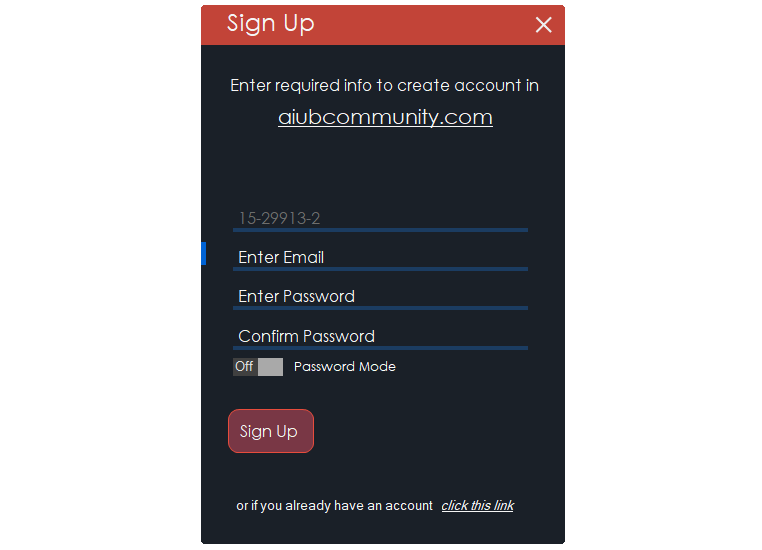 Sign Up
Enter required info to create account in
aiubcommunity.com
15-29913-2
Enter Email
Enter Password
Confirm Password
Off Password Mode
Sign Up
or if you already have an account click this link